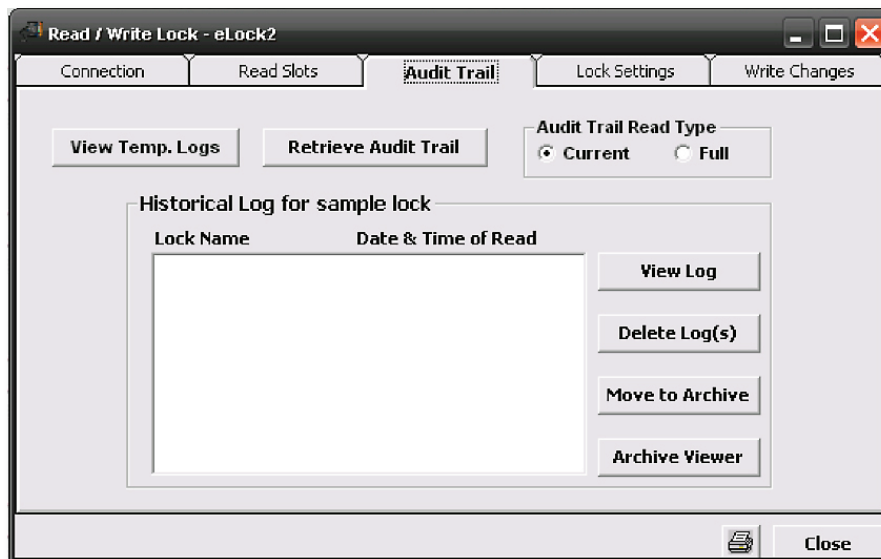 Read / Write Lock - eLock2
Connection Read Slots Audit Trail Lock Settings Write Changes
View Temp. Logs Retrieve Audit Trail
Audit Trail Read Type
Current Full
Historical Log for sample lock
Lock Name Date & Time of Read
View Log
Delete Log(s)
Move to Archive
Archive Viewer
Close